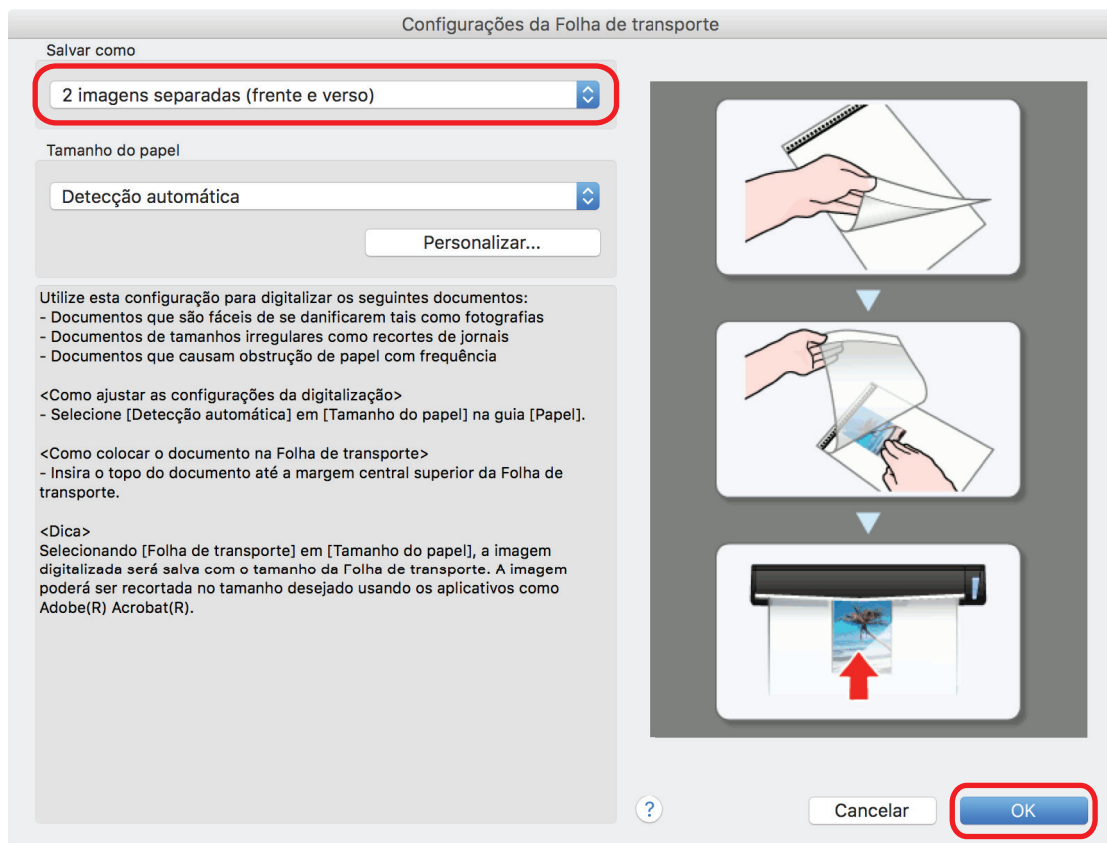 Configurações da Folha de transporte
Salvar como
2 imagens separadas (frente e verso)
Tamanho do papel
Detecção automática
Personalizar...
Utilize esta configuração para digitalizar os seguintes documentos:
- Documentos que são fáceis de se danificarem tais como fotografias
- Documentos de tamanhos irregulares como recortes de jornais
- Documentos que causam obstrução de papel com frequência
<Como ajustar as configurações da digitalização>
- Selecione [Detecção automática] em [Tamanho do papel] na guia [Papel].
<Como colocar o documento na Folha de transporte>
- Insira o topo do documento até a margem central superior da Folha de
transporte.
<Dica>
Selecionando [Folha de transporte] em [Tamanho do papel], a imagem
digitalizada será salva com o tamanho da Folha de transporte. A imagem
poderá ser recortada no tamanho desejado usando os aplicativos como
Adobe(R) Acrobat(R).
?
Cancelar
OK